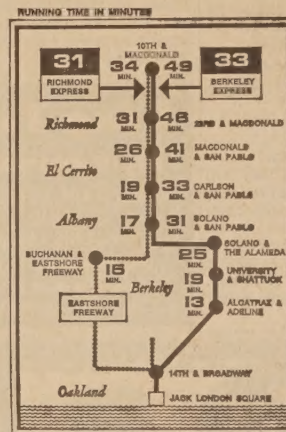 RUNNING TIME IN MINUTES
10TH &
MACDONALD
31
34
MIN.
49
MIN.
33
RICHMOND
EXPRESS
BERKELEY
EXPRESS
Richmond
31
MIN.
46
MIN.
23RD & MACDONALD
26
MIN.
41
MIN.
MACDONALD
& SAN PABLO
El Cerrito
19
MIN.
33
MIN.
CARLSON
& SAN PABLO
Albany
17
MIN.
31
MIN.
SOLANO
& SAN PABLO
BUCHANAN &
EASTSHORE
FREEWAY
15
MIN.
25
MIN.
SOLANO &
THE ALAMEDA
Berkeley
19
MIN.
UNIVERSITY
& SHATTUCK
EASTSHORE
FREEWAY
13
MIN.
ALCATRAZ &
ADELINE
Oakland
14TH & BROADWAY
JACK LONDON SQUARE